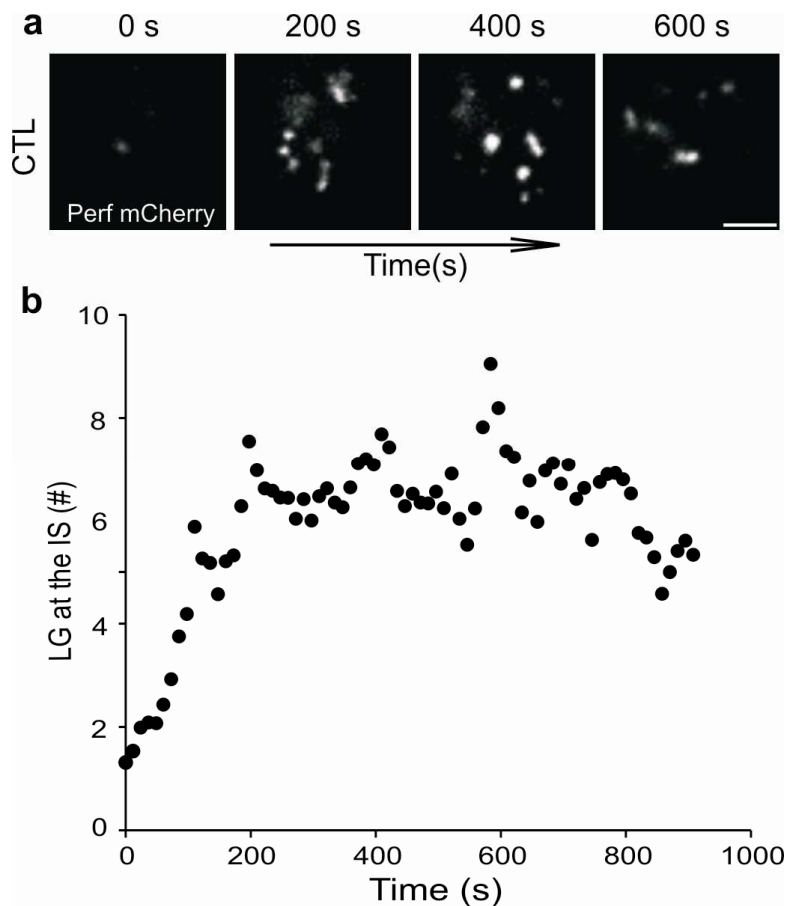 a
0 s 200 s 400 s 600 s
CTL
Perf mCherry
Time(s)
b
LG at the IS (#)
10
8
6
4
2
0
0 200 400 600 800 1000
Time (s)